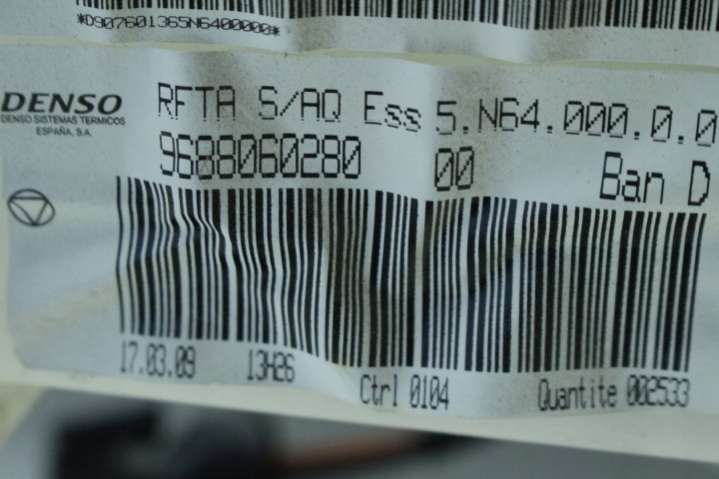 *D907601365N6400000*
DENSO
DENSO SISTEMAS TERMICOS
ESPAÑA, S.A.
RFTA S/AQ Ess 5.N64.000.0.0
9688060280 00 Ban D
17.03.09 13H26 Ctrl 0104 Quantite 002533